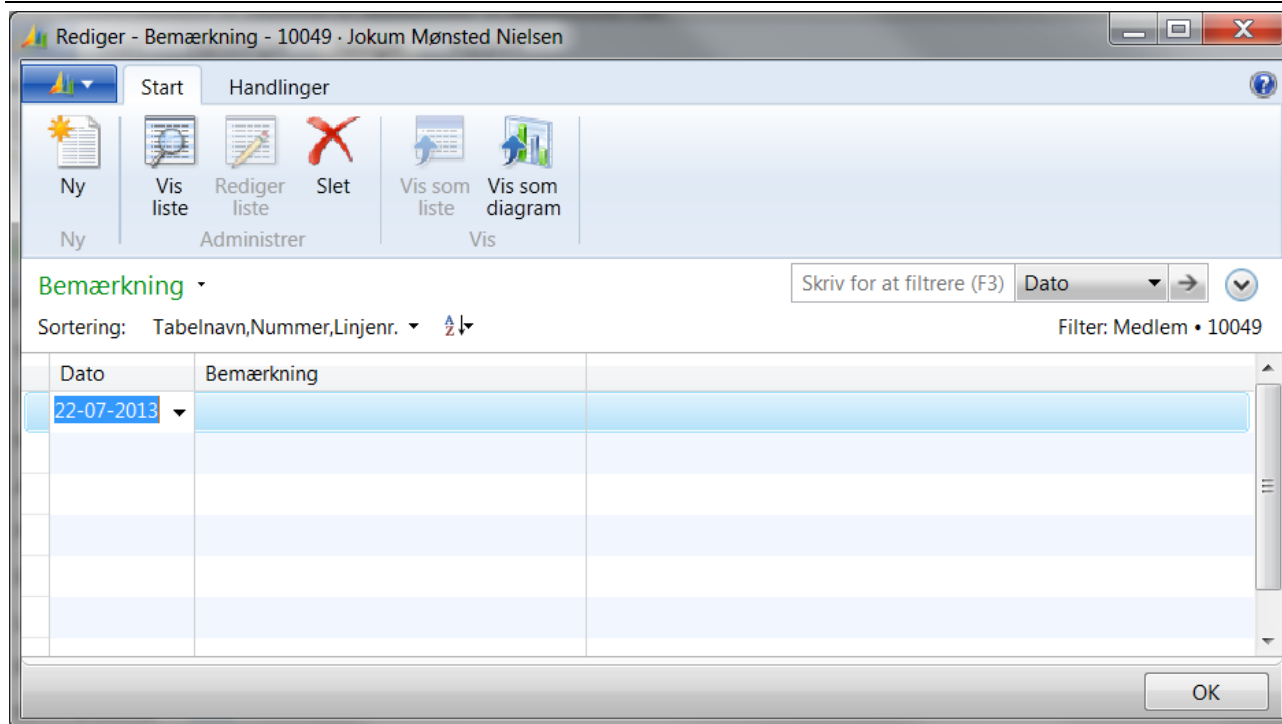 Rediger - Bemærkning - 10049 · Jokum Mønsted Nielsen
Start Handlinger
Ny Vis liste Rediger liste Slet Vis som liste Vis som diagram
Ny Administrer Vis
Bemærkning Skriv for at filtrere (F3) Dato
Sortering: Tabelnavn,Nummer,Linjenr. Filter: Medlem • 10049
Dato Bemærkning
22-07-2013
OK